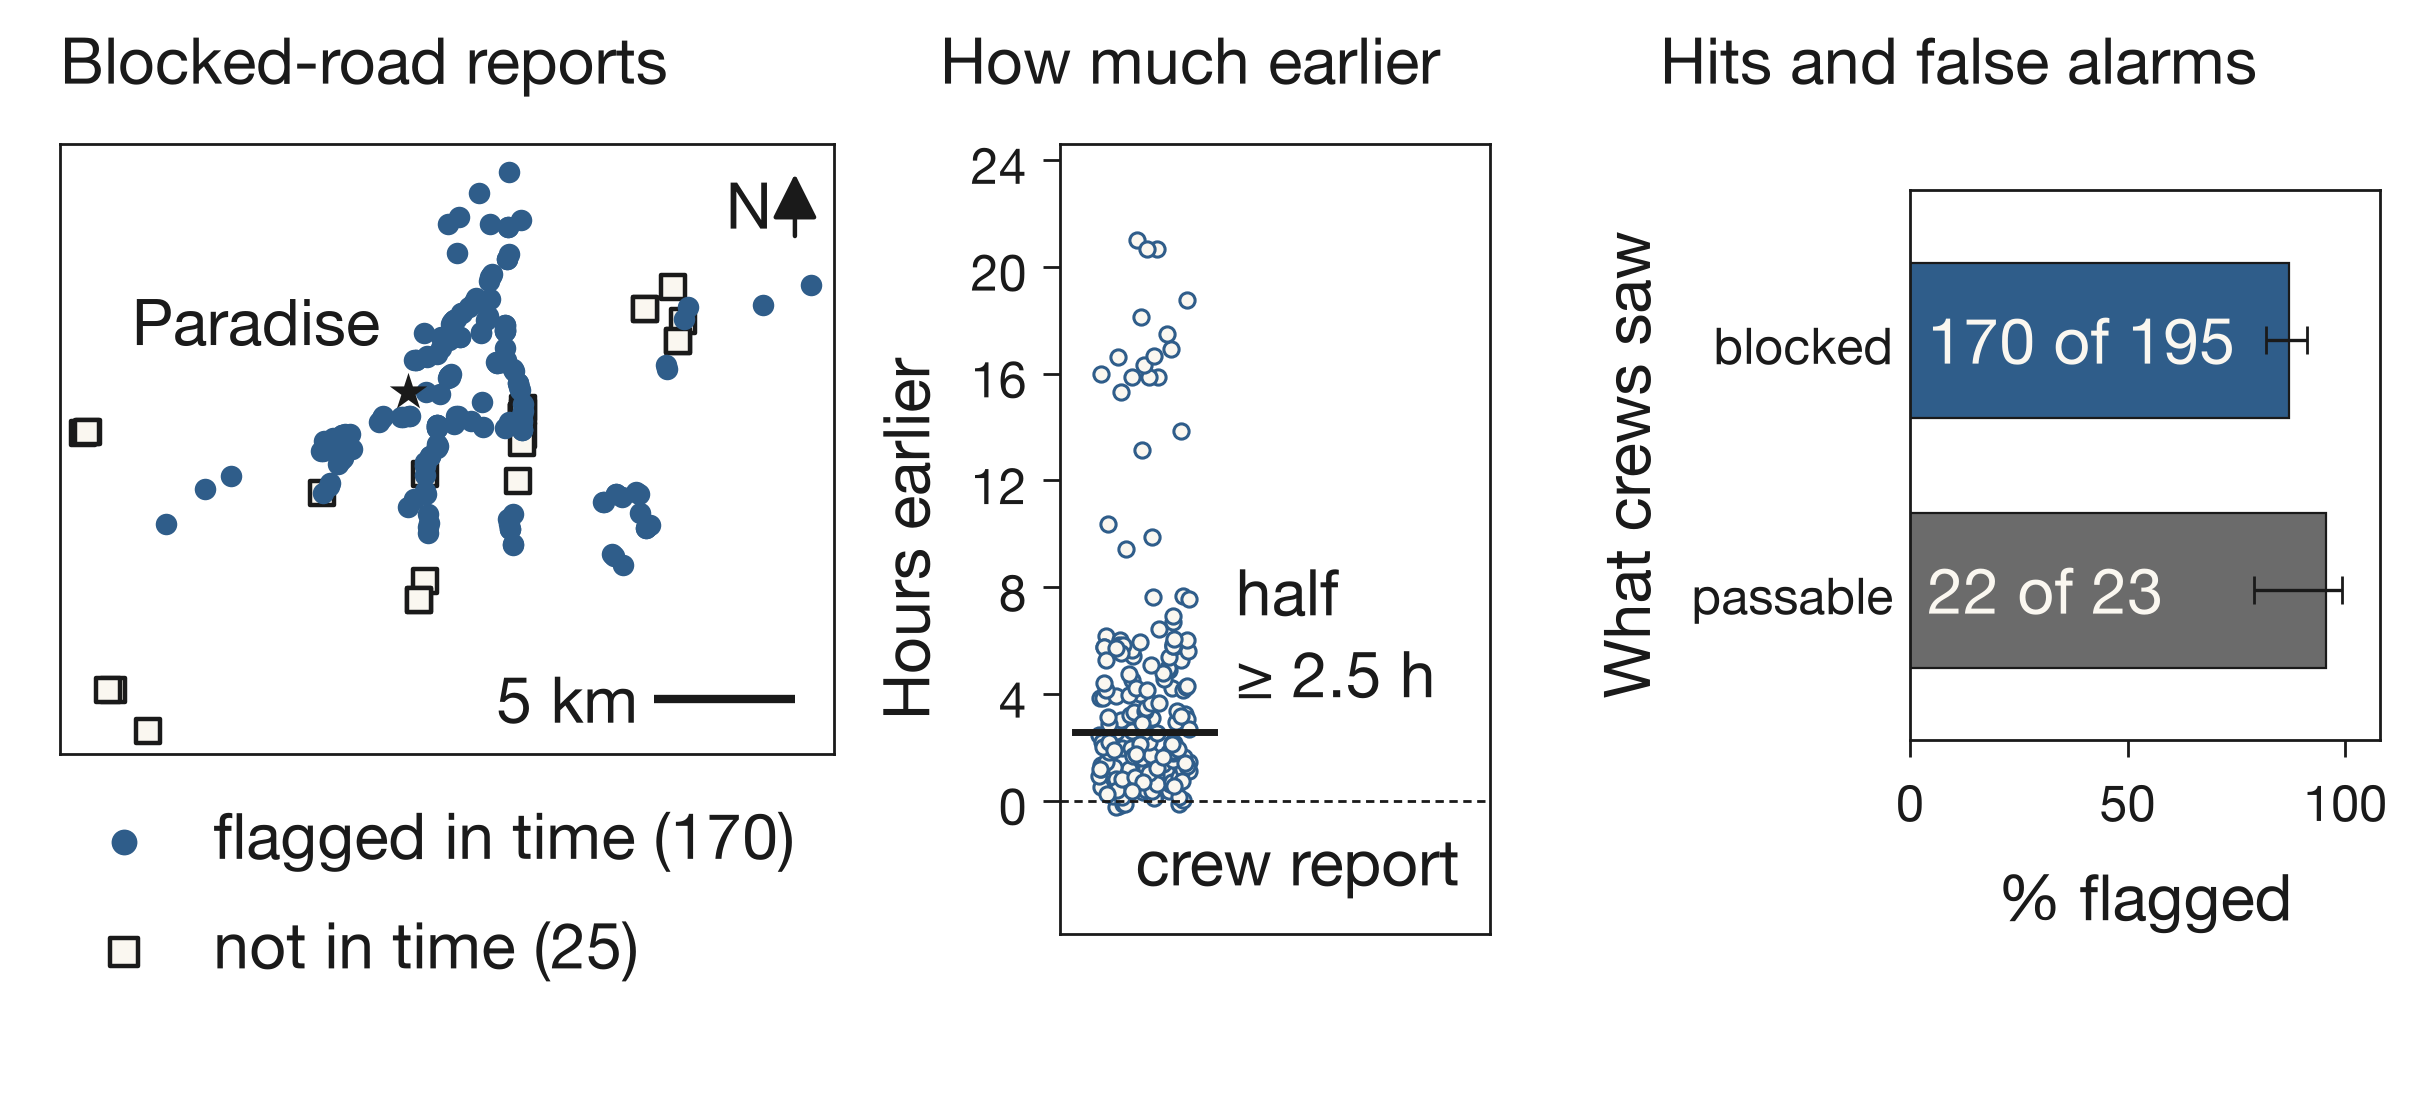 Blocked-road reports
N
Paradise
5 km
flagged in time (170)
not in time (25)
How much earlier
Hours earlier
24
20
16
12
8
4
0
half
≥ 2.5 h
crew report
Hits and false alarms
What crews saw
blocked
170 of 195
passable
22 of 23
0
50
100
% flagged